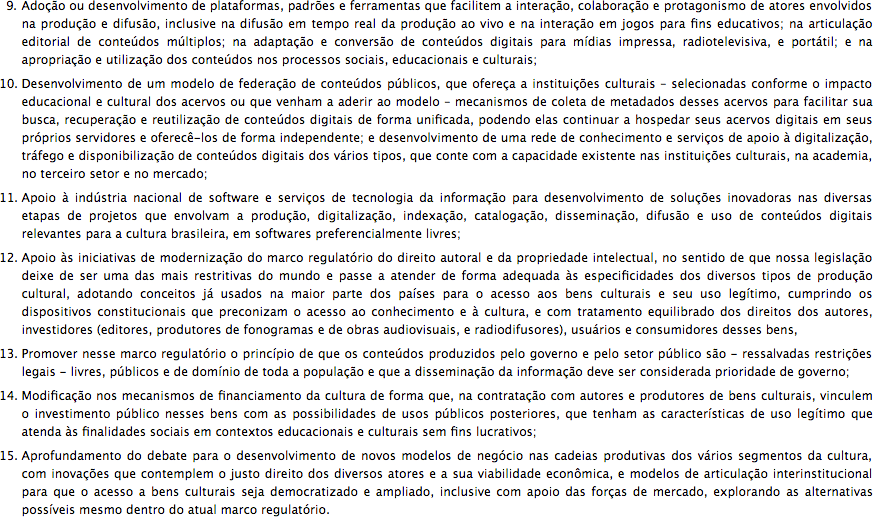 9. Adoção ou desenvolvimento de plataformas, padrões e ferramentas que facilitem a interação, colaboração e protagonismo de atores envolvidos
na produção e difusão, inclusive na difusão em tempo real da produção ao vivo e na interação em jogos para fins educativos; na articulação
editorial de conteúdos múltiplos; na adaptação e conversão de conteúdos digitais para mídias impressa, radiotelevisiva, e portátil; e na
apropriação e utilização dos conteúdos nos processos sociais, educacionais e culturais;
10. Desenvolvimento de um modelo de federação de conteúdos públicos, que ofereça a instituições culturais – selecionadas conforme o impacto
educacional e cultural dos acervos ou que venham a aderir ao modelo – mecanismos de coleta de metadados desses acervos para facilitar sua
busca, recuperação e reutilização de conteúdos digitais de forma unificada, podendo elas continuar a hospedar seus acervos digitais em seus
próprios servidores e oferecê-los de forma independente; e desenvolvimento de uma rede de conhecimento e serviços de apoio à digitalização,
tráfego e disponibilização de conteúdos digitais dos vários tipos, que conte com a capacidade existente nas instituições culturais, na academia,
no terceiro setor e no mercado;
11. Apoio à indústria nacional de software e serviços de tecnologia da informação para desenvolvimento de soluções inovadoras nas diversas
etapas de projetos que envolvam a produção, digitalização, indexação, catalogação, disseminação, difusão e uso de conteúdos digitais
relevantes para a cultura brasileira, em softwares preferencialmente livres;
12. Apoio às iniciativas de modernização do marco regulatório do direito autoral e da propriedade intelectual, no sentido de que nossa legislação
deixe de ser uma das mais restritivas do mundo e passe a atender de forma adequada às especificidades dos diversos tipos de produção
cultural, adotando conceitos já usados na maior parte dos países para o acesso aos bens culturais e seu uso legítimo, cumprindo os
dispositivos constitucionais que preconizam o acesso ao conhecimento e à cultura, e com tratamento equilibrado dos direitos dos autores,
investidores (editores, produtores de fonogramas e de obras audiovisuais, e radiodifusores), usuários e consumidores desses bens,
13. Promover nesse marco regulatório o princípio de que os conteúdos produzidos pelo governo e pelo setor público são – ressalvadas restrições
legais – livres, públicos e de domínio de toda a população e que a disseminação da informação deve ser considerada prioridade de governo;
14. Modificação nos mecanismos de financiamento da cultura de forma que, na contratação com autores e produtores de bens culturais, vinculem
o investimento público nesses bens com as possibilidades de usos públicos posteriores, que tenham as características de uso legítimo que
atenda às finalidades sociais em contextos educacionais e culturais sem fins lucrativos;
15. Aprofundamento do debate para o desenvolvimento de novos modelos de negócio nas cadeias produtivas dos vários segmentos da cultura,
com inovações que contemplem o justo direito dos diversos atores e a sua viabilidade econômica, e modelos de articulação interinstitucional
para que o acesso a bens culturais seja democratizado e ampliado, inclusive com apoio das forças de mercado, explorando as alternativas
possíveis mesmo dentro do atual marco regulatório.